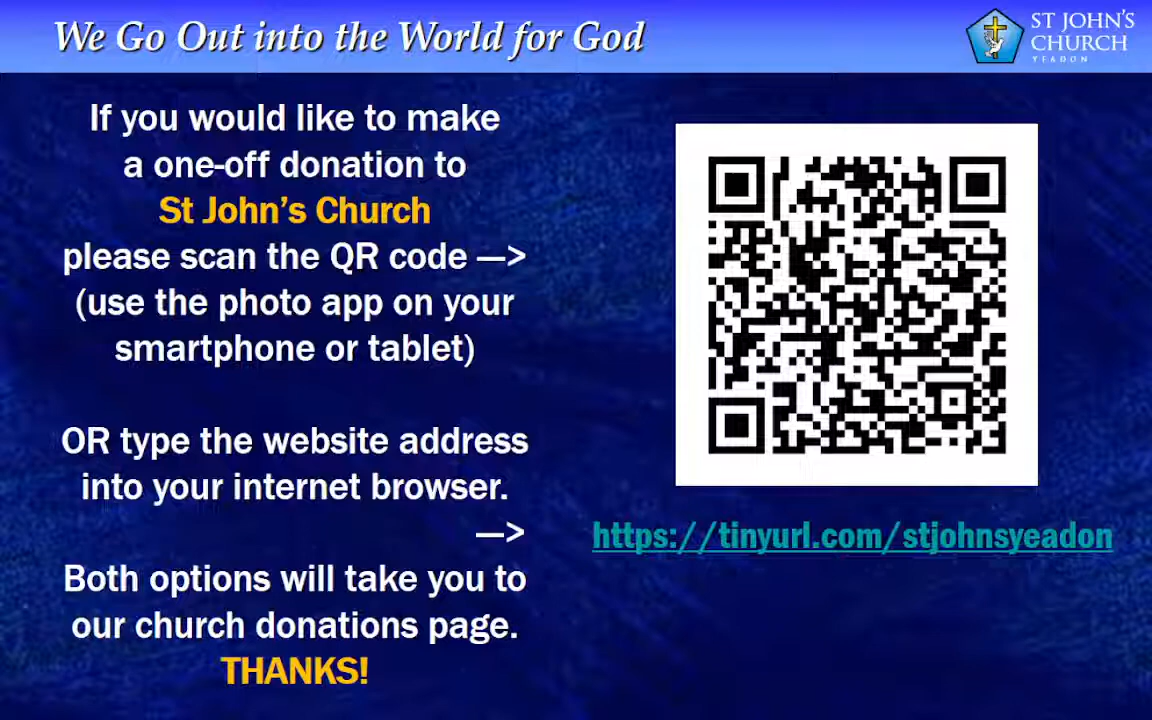 We Go Out into the World for God
ST JOHN'S
CHURCH
YEADON
If you would like to make
a one-off donation to
St John's Church
please scan the QR code —>
(use the photo app on your
smartphone or tablet)
OR type the website address
into your internet browser.
—>
https://tinyurl.com/stjohnsyeadon
Both options will take you to
our church donations page.
THANKS!